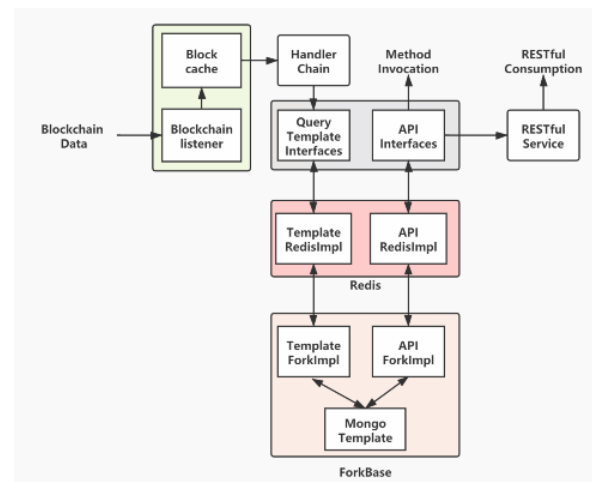 Block
cache
Handler
Chain
Method
Invocation
RESTful
Consumption
Blockchain
Data
Blockchain
listener
Query
Template
Interfaces
API
Interfaces
RESTful
Service
Template
RedisImpl
API
RedisImpl
Redis
Template
ForkImpl
API
ForkImpl
Mongo
Template
ForkBase